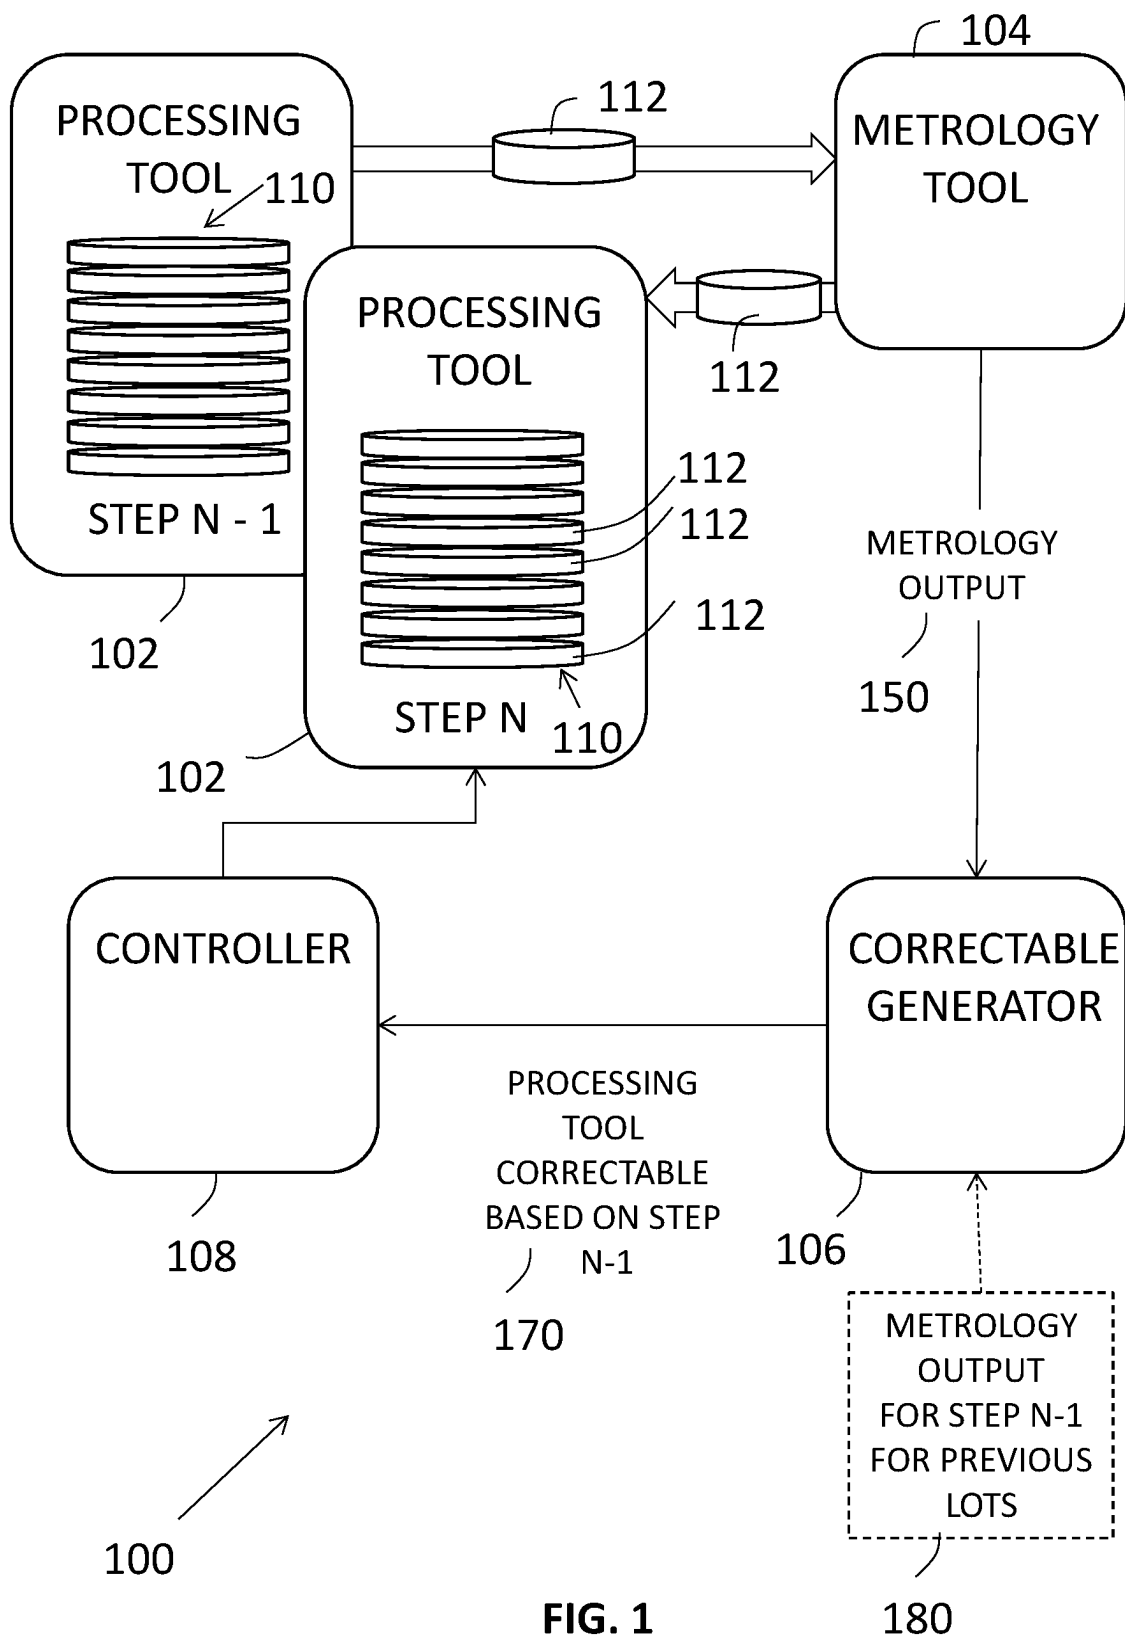 104
PROCESSING
TOOL
110
112
METROLOGY
TOOL
STEP N - 1
102
PROCESSING
TOOL
112
112
112
112
STEP N
110
102
METROLOGY
OUTPUT
150
CONTROLLER
108
CORRECTABLE
GENERATOR
106
PROCESSING
TOOL
CORRECTABLE
BASED ON STEP
N-1
170
METROLOGY
OUTPUT
FOR STEP N-1
FOR PREVIOUS
LOTS
180
100
FIG. 1